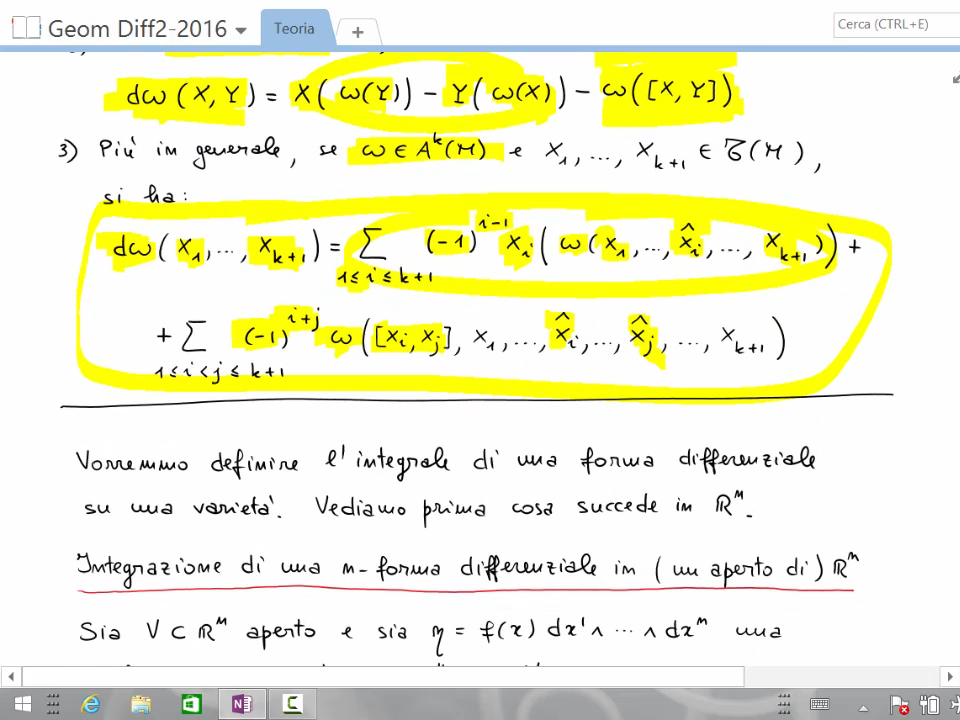 Geom Diff2-2016
Teoria
Cerca (CTRL+E)
dω(X, Y) = X(ω(Y)) − Y(ω(X)) − ω([X, Y])
3) Più in generale, se ω ∈ A^k(M) e X_1, ..., X_{k+1} ∈ 𝒯(M),
si ha:
dω(X_1, ... X_{k+1}) = ∑_{1≤i≤k+1} (-1)^{i-1} X_i(ω(X_1, ..., X̂_i, ..., X_{k+1})) +
+ ∑_{1≤i<j≤k+1} (-1)^{i+j} ω([X_i, X_j], X_1, ..., X̂_i, ..., X̂_j, ..., X_{k+1})
Vorremmo definire l'integrale di una forma differenziale
su una varietà. Vediamo prima cosa succede in ℝ^n.
Integrazione di una n-forma differenziale in (un aperto di) ℝ^n
Sia V ⊂ ℝ^n aperto e sia η = f(x) dx^1 ∧ ... ∧ dx^n una